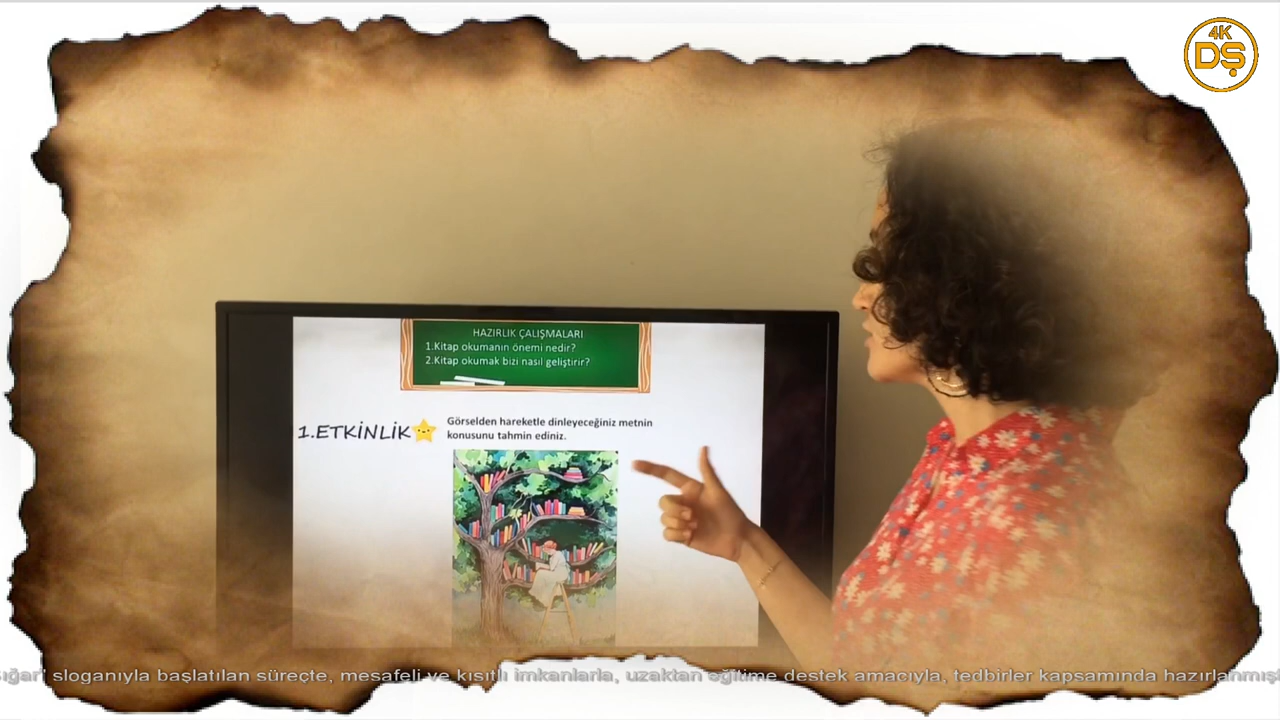 4K
DŞ
HAZIRLIK ÇALIŞMALARI
1.Kitap okumanın önemi nedir?
2.Kitap okumak bizi nasıl geliştirir?
1.ETKİNLİK
Görselden hareketle dinleyeceğiniz metnin
konusunu tahmin ediniz.
sloganıyla başlatılan süreçte, mesafeli ve kısıtlı imkanlarla, uzaktan eğitime destek amacıyla, tedbirler kapsamında